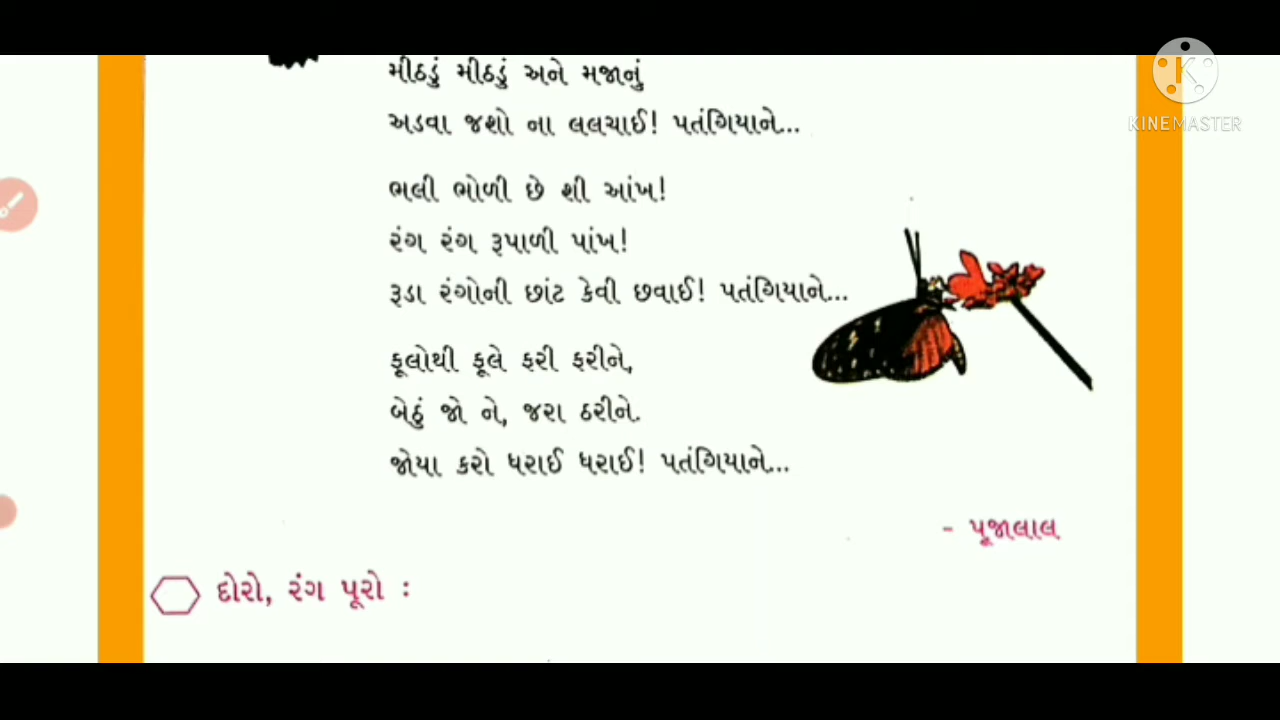 મીઠડું મીઠડું અને મજાનું
KINEMASTER
અડવા જશો ના લલચાઈ! પતંગિયાને...
ભલી ભોળી છે શી આંખ!
રંગ રંગ રૂપાળી પાંખ!
રૂડા રંગોની છાંટ કેવી છવાઈ! પતંગિયાને...
ફૂલોથી ફૂલે ફરી ફરીને,
બેઠું જો ને, જરા ઠરીને.
જોયા કરો ધરાઈ ધરાઈ! પતંગિયાને...
- પૂજાલાલ
દોરો, રંગ પૂરો :